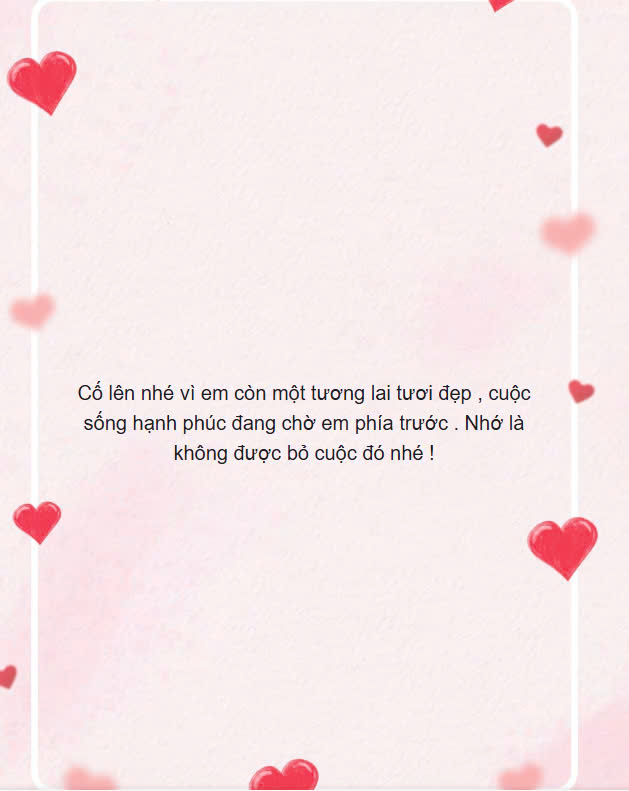 Cố lên nhé vì em còn một tương lai tươi đẹp , cuộc
sống hạnh phúc đang chờ em phía trước . Nhớ là
không được bỏ cuộc đó nhé !